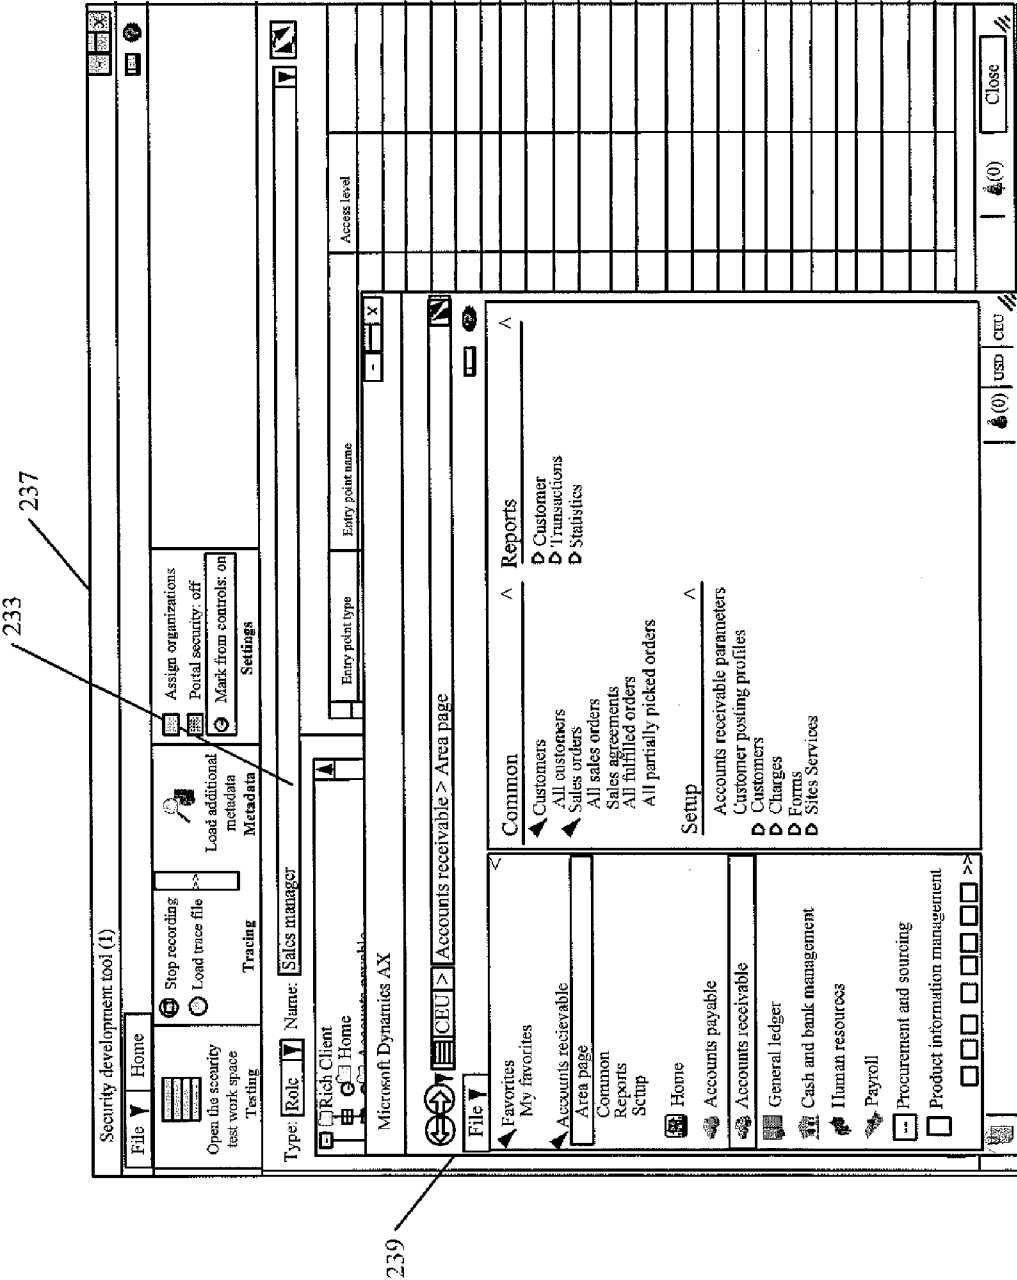 237
233
239
Security development tool (1)
File Home
Open the security
test work space
Testing
Stop recording
Load trace file
Tracing
>>
Load additional
metadata
Metadata
Assign organizations
Portal security: off
Mark from controls: on
Settings
Type: Role Name: Sales manager
Rich Client
Home
Accounts payable
Entry point type
Entry point name
Access level
Microsoft Dynamics AX
- X
CEU > Accounts receivable > Area page
File
Favorites
My favorites
Accounts recievable
Area page
Common
Reports
Setup
Home
Accounts payable
Accounts receivable
General ledger
Cash and bank management
Human resources
Payroll
Procurement and sourcing
Product information management
>>
Common
Customers
All customers
Sales orders
All sales orders
Sales agreements
All fulfilled orders
All partially picked orders
Setup
Accounts receivable parameters
Customer posting profiles
Customers
Charges
Forms
Sites Services
Reports
Customer
Transactions
Statistics
(0) USD CEU
(0) Close